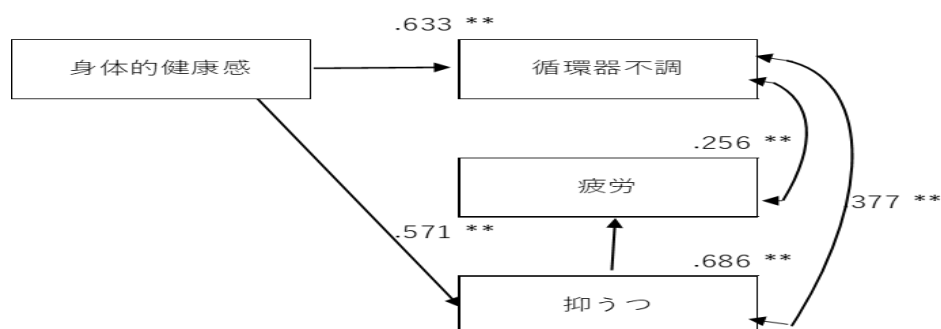 .633 **
身体的健康感
循環器不調
.256 **
疲労
.377 **
.571 **
.686 **
抑うつ